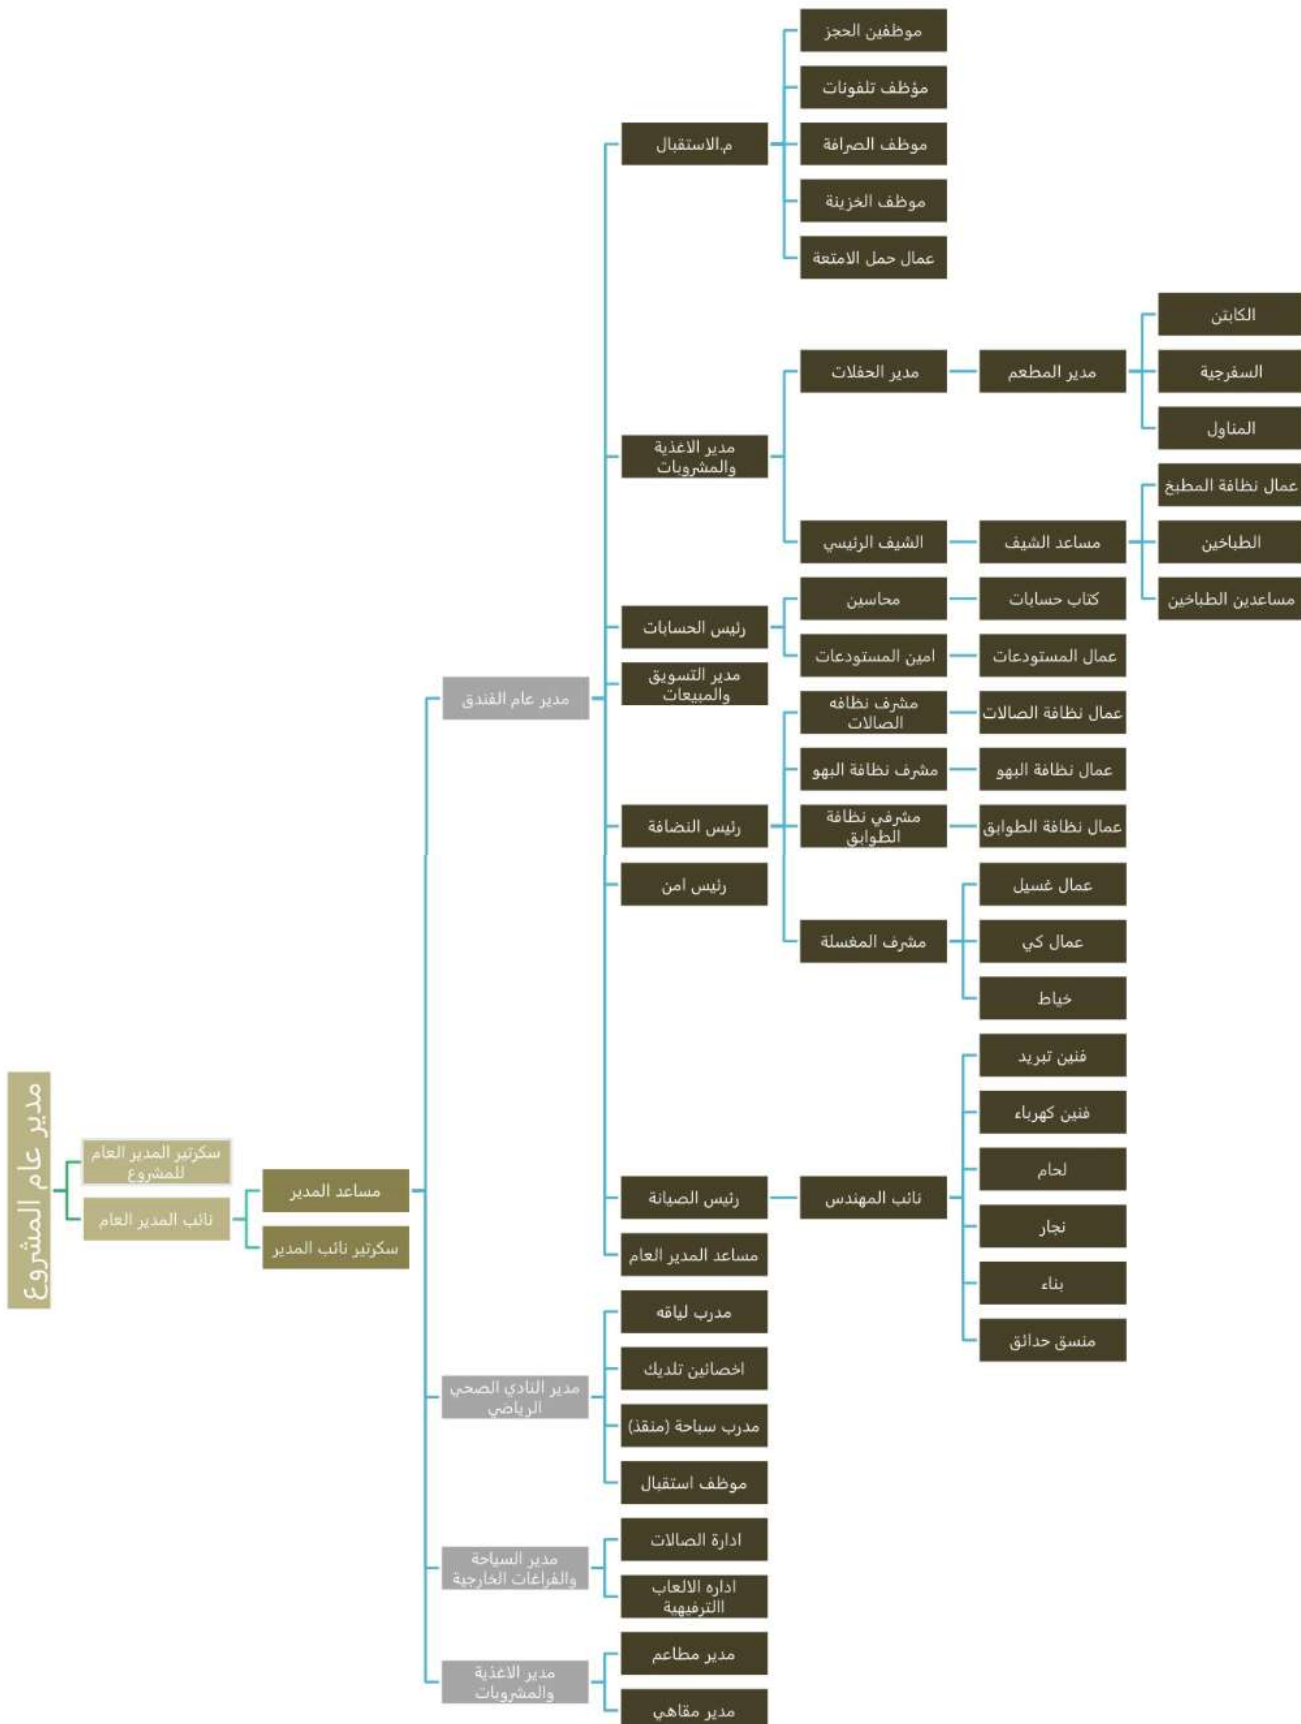 مدير عام المشروع
سكرتير المدير العام
للمشروع
نائب المدير العام
مساعد المدير
سكرتير نائب المدير
مدير عام الفندق
م.الاستقبال
موظفين الحجز
مؤظف تلفونات
موظف الصرافة
موظف الخزينة
عمال حمل الامتعة
مدير الاغذية
والمشروبات
مدير الحفلات
مدير المطعم
الكابتن
السفرجية
المناول
الشيف الرئيسي
مساعد الشيف
عمال نظافة المطبخ
الطباخين
مساعدين الطباخين
رئيس الحسابات
محاسين
كتاب حسابات
امين المستودعات
عمال المستودعات
مدير التسويق
والمبيعات
رئيس النضافة
مشرف نظافه
الصالات
عمال نظافة الصالات
مشرف نظافة البهو
عمال نظافة البهو
مشرفي نظافة
الطوابق
عمال نظافة الطوابق
مشرف المغسلة
عمال غسيل
عمال كي
خياط
رئيس امن
رئيس الصيانة
نائب المهندس
فنين تبريد
فنين كهرباء
لحام
نجار
بناء
منسق حدائق
مساعد المدير العام
مدير النادي الصحي
الرياضي
مدرب لياقه
اخصائين تلديك
مدرب سباحة (منقذ)
موظف استقبال
مدير السياحة
والفراغات الخارجية
ادارة الصالات
اداره الالعاب
االترفيهية
مدير الاغذية
والمشروبات
مدير مطاعم
مدير مقاهي